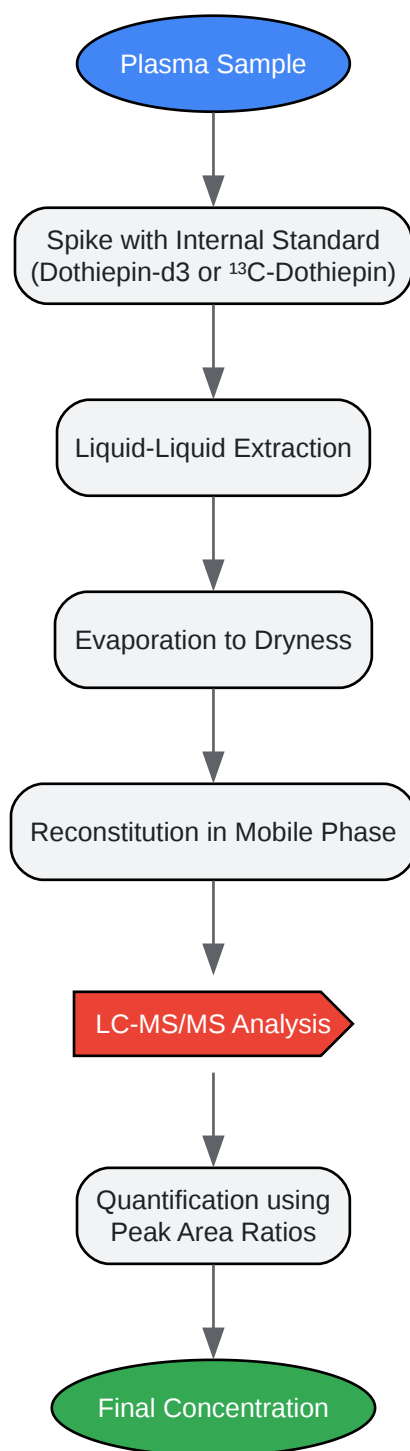 Plasma Sample
Spike with Internal Standard
(Dothiepin-d3 or ¹³C-Dothiepin)
Liquid-Liquid Extraction
Evaporation to Dryness
Reconstitution in Mobile Phase
LC-MS/MS Analysis
Quantification using
Peak Area Ratios
Final Concentration